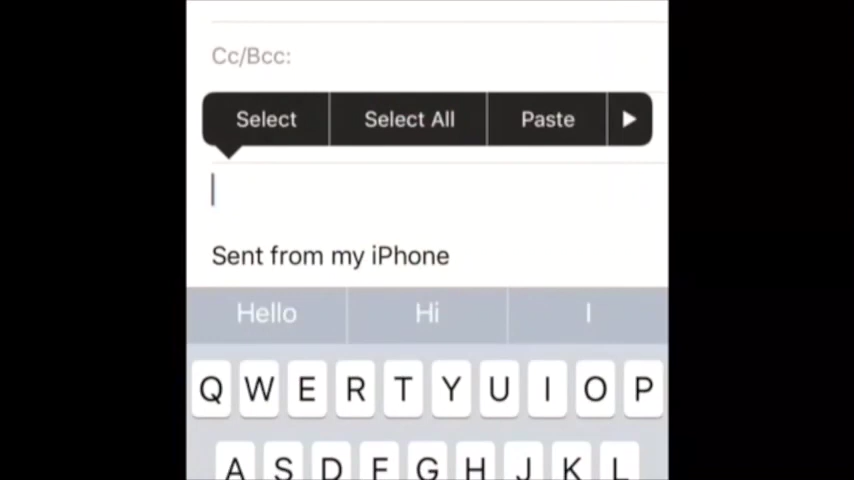 Cc/Bcc:
Select Select All Paste
Sent from my iPhone
Hello Hi I
Q W E R T Y U I O P
A S D F G H J K L